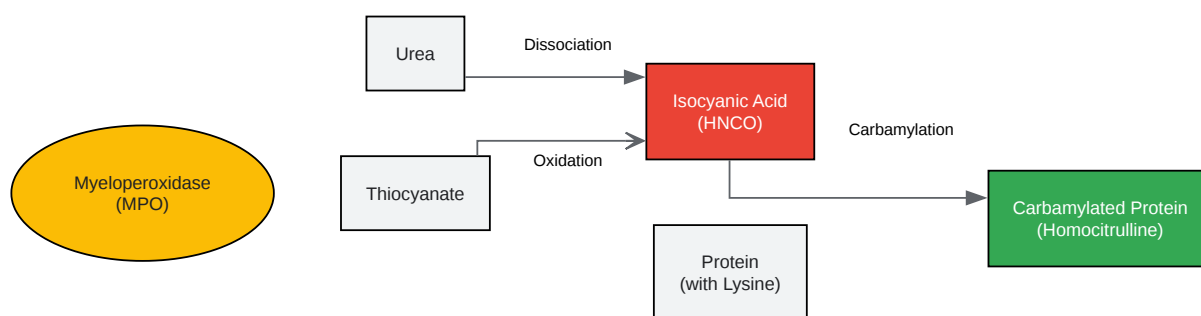 Urea
Dissociation
Isocyanic Acid
(HNCO)
Carbamylation
Oxidation
Myeloperoxidase
(MPO)
Thiocyanate
Carbamylated Protein
(Homocitrulline)
Protein
(with Lysine)